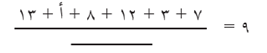 ١٣ + أ + ٨ + ١٢ + ٣ + ٧
= ٩